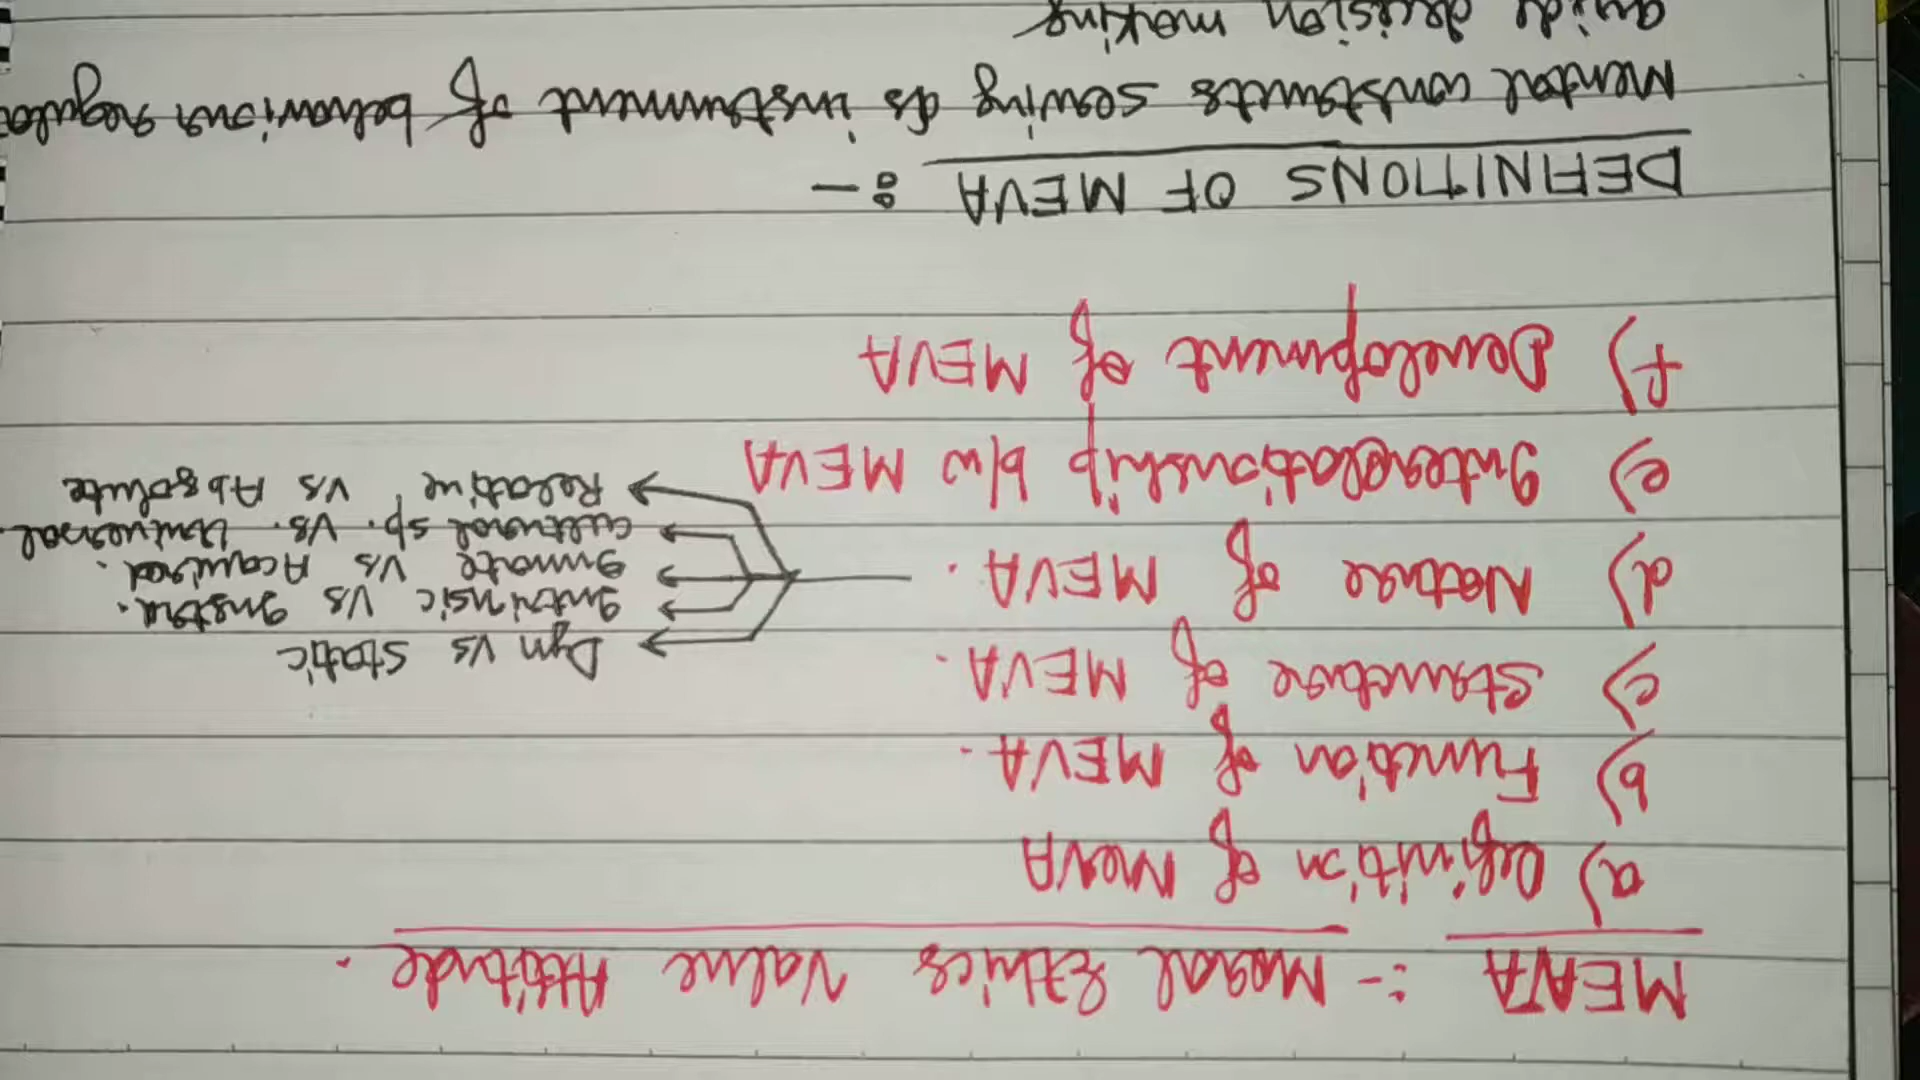 MEVA :- Moral Ethics Value Attitude.
a) Definition of MEVA
b) Function of MEVA.
c) Structure of MEVA.
d) Nature of MEVA.
Dyn vs Static
Intrinsic vs Instru.
Innate vs Acquired.
cultural sp. vs. Universal.
Relative vs Absolute
e) Interrelationship b/w MEVA
f) Development of MEVA
DEFINITIONS OF MEVA :-
Mental constructs serving as instrument of behaviour
guide decision making